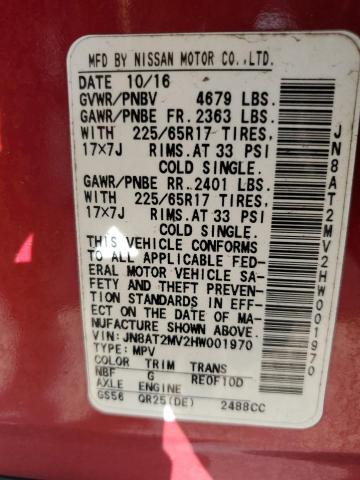 MFD BY NISSAN MOTOR CO.,LTD.
DATE 10/16
GVWR/PNBV 4679 LBS.
GAWR/PNBE FR. 2363 LBS.
WITH 225/65R17 TIRES,
17×7J RIMS.AT 33 PSI
COLD SINGLE.
GAWR/PNBE RR. 2401 LBS.
WITH 225/65R17 TIRES,
17×7J RIMS.AT 33 PSI
COLD SINGLE.
THIS VEHICLE CONFORMS
TO ALL APPLICABLE FED-
ERAL MOTOR VEHICLE SA-
FETY AND THEFT PREVEN-
TION STANDARDS IN EFF-
ECT ON THE DATE OF MA-
NUFACTURE SHOWN ABOVE.
VIN:JN8AT2MV2HW001970
TYPE:MPV
COLOR TRIM TRANS
NBF G RE0F10D
AXLE ENGINE
GS56 QR25(DE) 2488CC
JN8AT2MV2HW001970